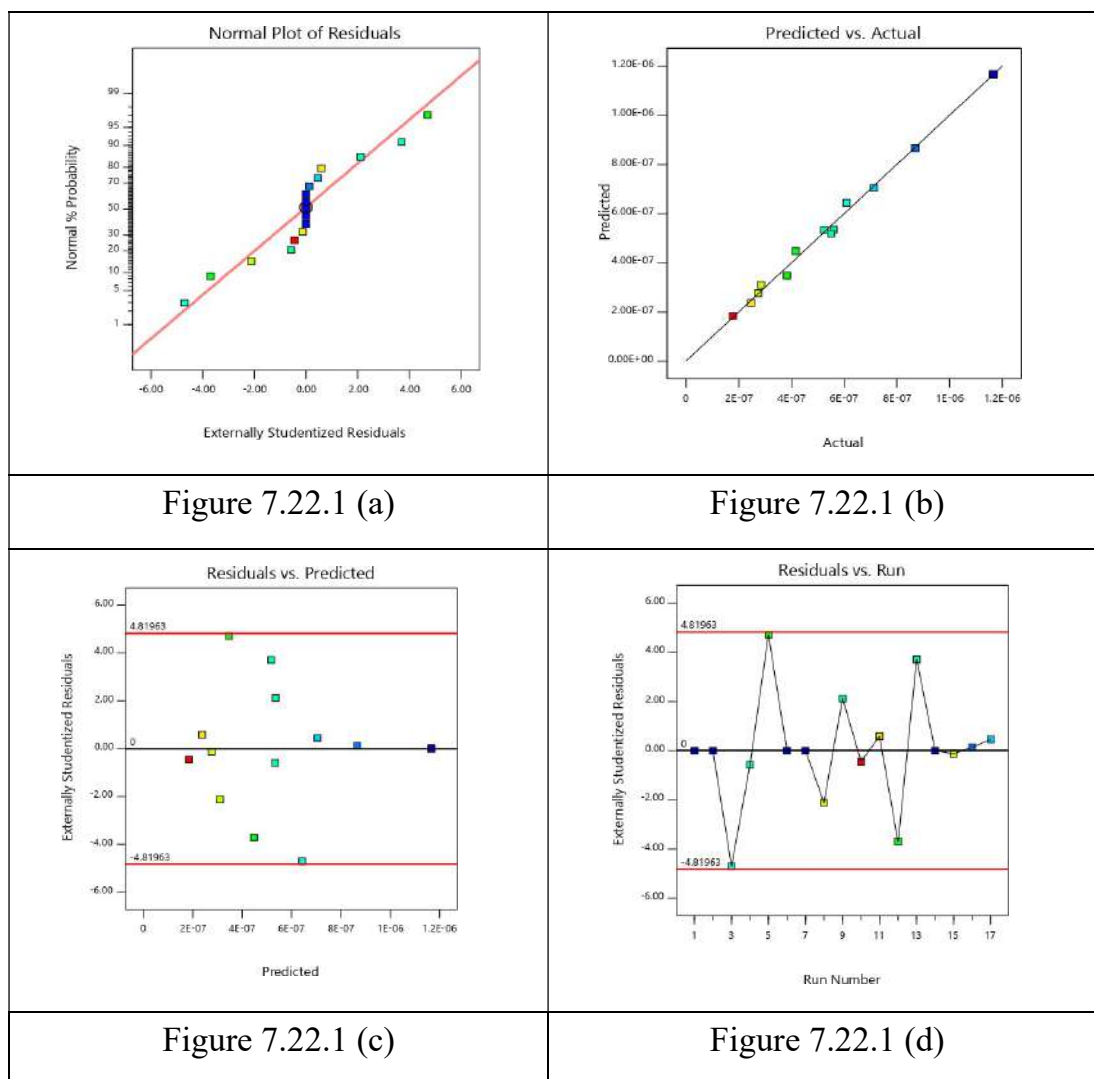 Normal Plot of Residuals
Normal % Probability
99
95
90
80
70
50
30
20
10
5
1
-6.00 -4.00 -2.00 0.00 2.00 4.00 6.00
Externally Studentized Residuals
Figure 7.22.1 (a)
Predicted vs. Actual
Predicted
1.20E-06
1.00E-06
8.00E-07
6.00E-07
4.00E-07
2.00E-07
0.00E+00
0 2E-07 4E-07 6E-07 8E-07 1E-06 1.2E-06
Actual
Figure 7.22.1 (b)
Residuals vs. Predicted
Externally Studentized Residuals
6.00
4.81963
4.00
2.00
0.00
0
-2.00
-4.00
-4.81963
-6.00
0 2E-07 4E-07 6E-07 8E-07 1E-06 1.2E-06
Predicted
Figure 7.22.1 (c)
Residuals vs. Run
Externally Studentized Residuals
6.00
4.81963
4.00
2.00
0.00
0
-2.00
-4.00
-4.81963
-6.00
1 3 5 7 9 11 13 15 17
Run Number
Figure 7.22.1 (d)